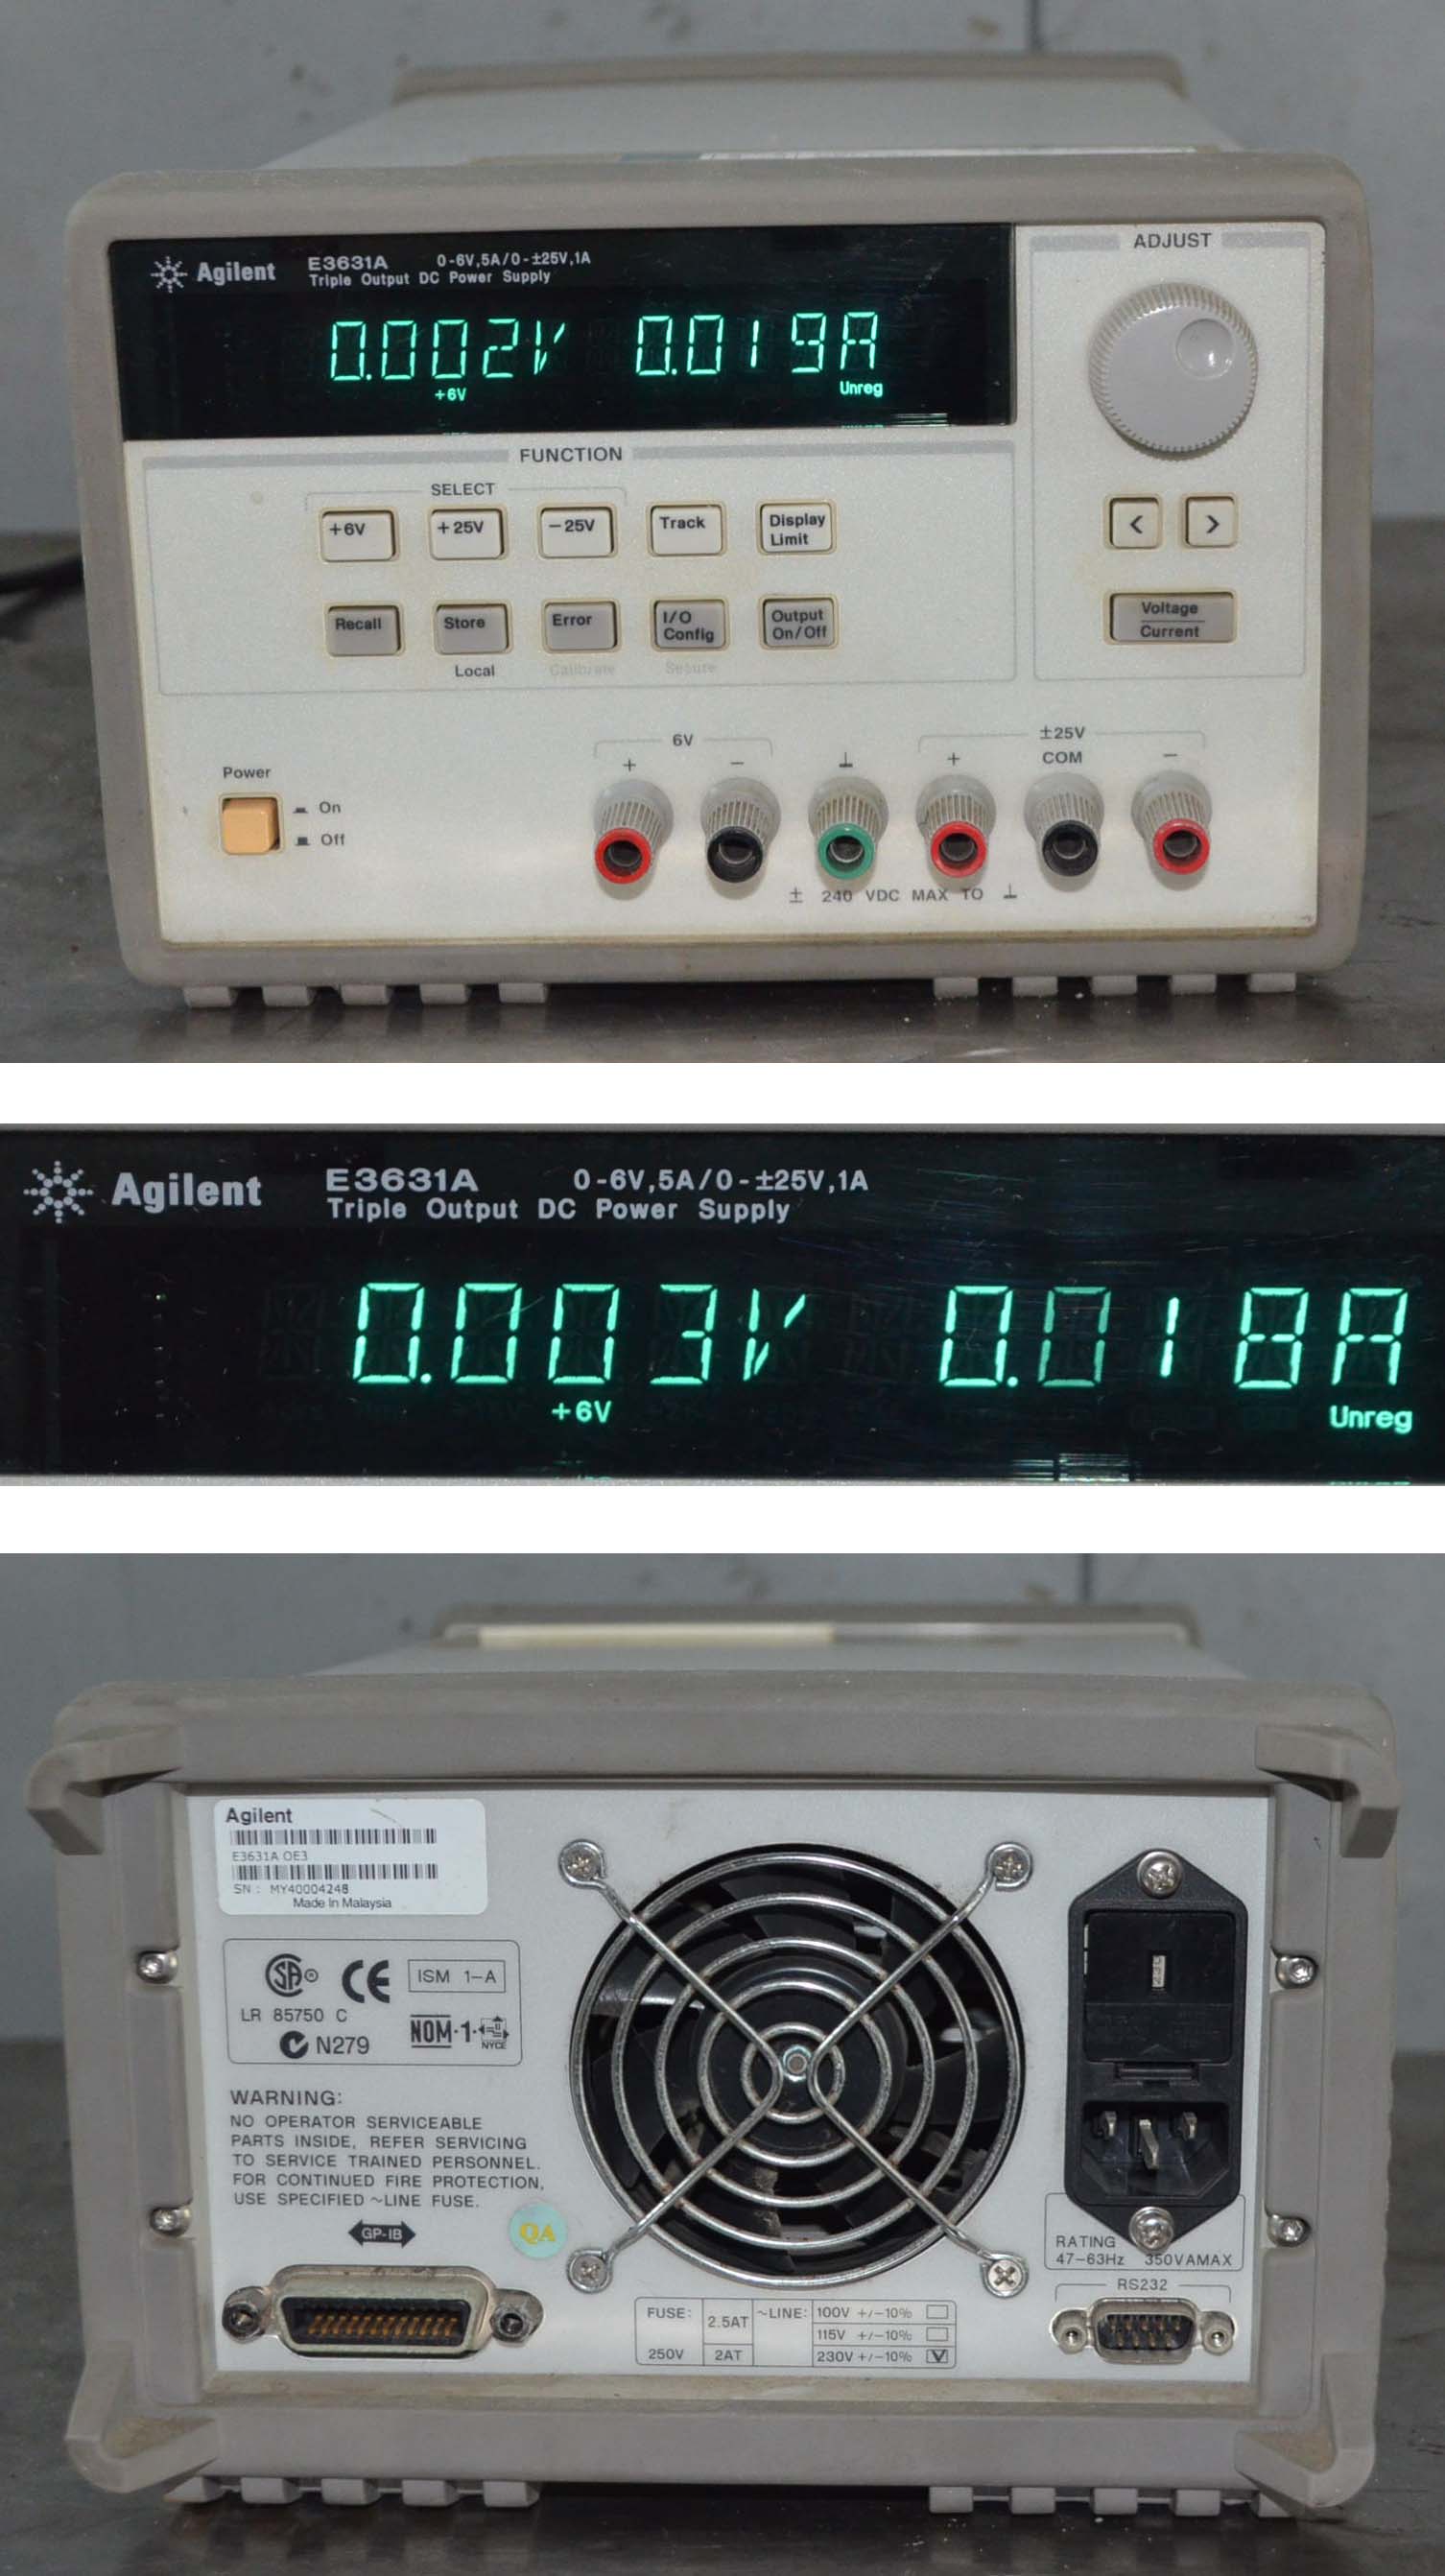 Agilent E3631A 0-6V,5A/0-±25V,1A
Triple Output DC Power Supply
0.002V 0.019A
+6V Unreg
ADJUST
FUNCTION
SELECT
+6V +25V -25V Track Display Limit
< >
Recall Store Error I/O Config Output On/Off
Voltage
Current
Local Calibrate Secure
Power
On
Off
6V
+ -
±25V
+ COM -
± 240 VDC MAX TO
Agilent E3631A 0-6V,5A/0-±25V,1A
Triple Output DC Power Supply
0.003V 0.018A
+6V Unreg
Agilent
E3631A OE3
SN : MY40004248
Made In Malaysia
SA CE ISM 1-A
LR 85750 C
N279 NOM-1- NYCE
WARNING:
NO OPERATOR SERVICEABLE
PARTS INSIDE, REFER SERVICING
TO SERVICE TRAINED PERSONNEL.
FOR CONTINUED FIRE PROTECTION,
USE SPECIFIED ~LINE FUSE.
GP-IB
QA
RATING
47-63Hz 350VAMAX
RS232
FUSE: 2.5AT ~LINE: 100V +/-10%
115V +/-10%
250V 2AT 230V +/-10%